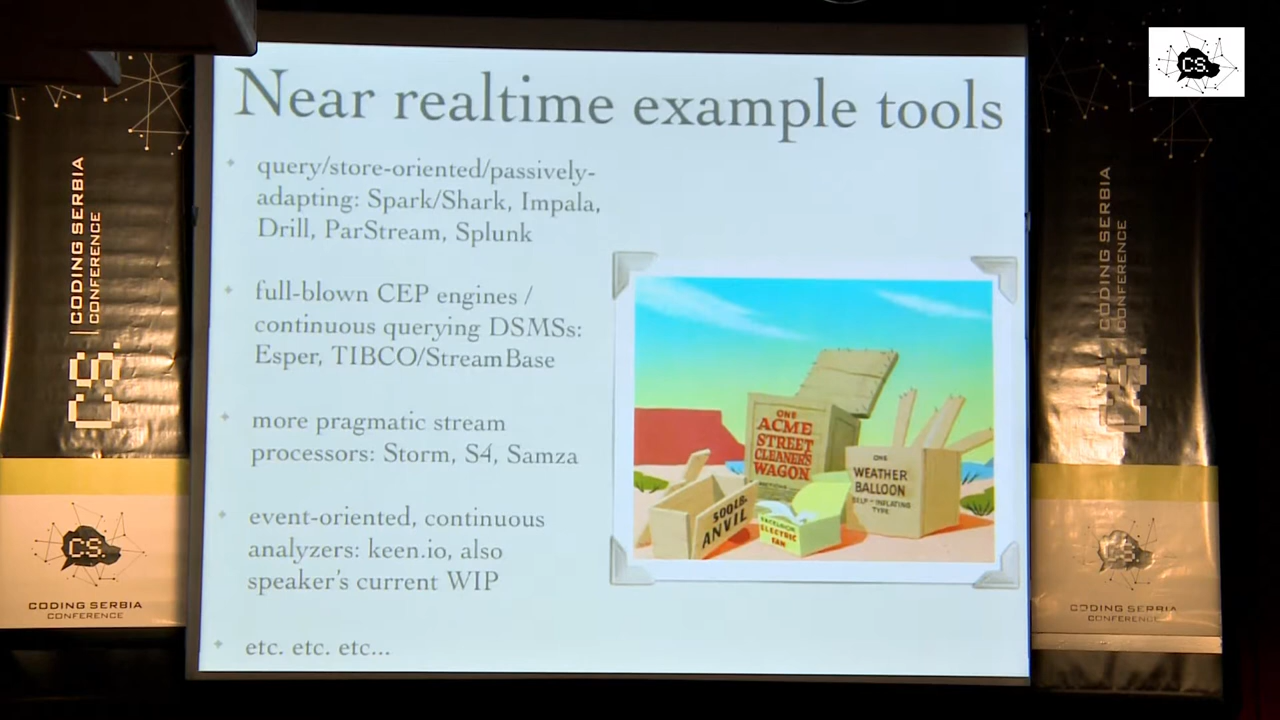 Near realtime example tools
query/store-oriented/passively-
adapting: Spark/Shark, Impala,
Drill, ParStream, Splunk
full-blown CEP engines /
continuous querying DSMSs:
Esper, TIBCO/StreamBase
more pragmatic stream
processors: Storm, S4, Samza
event-oriented, continuous
analyzers: keen.io, also
speaker's current WIP
etc. etc. etc...
ONE
ACME
STREET
CLEANER'S
WAGON
ONE
WEATHER
BALLOON
SELF-INFLATING
TYPE
500 LB.
ANVIL
ELECTRIC
FAN
CS. | CODING SERBIA
CONFERENCE
CS.
CODING SERBIA
CONFERENCE
CS. | CODING SERBIA
CONFERENCE
CS.
CODING SERBIA
CONFERENCE
CS.